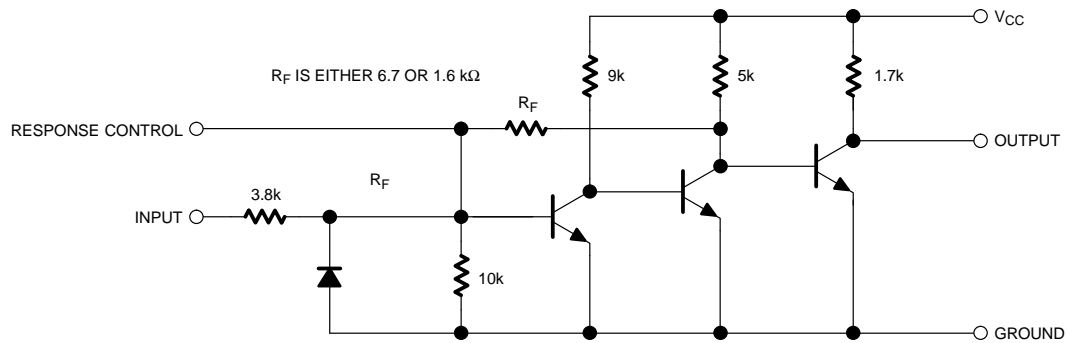 V_CC
R_F IS EITHER 6.7 OR 1.6 kΩ
9k
5k
1.7k
R_F
RESPONSE CONTROL
OUTPUT
R_F
3.8k
INPUT
10k
GROUND